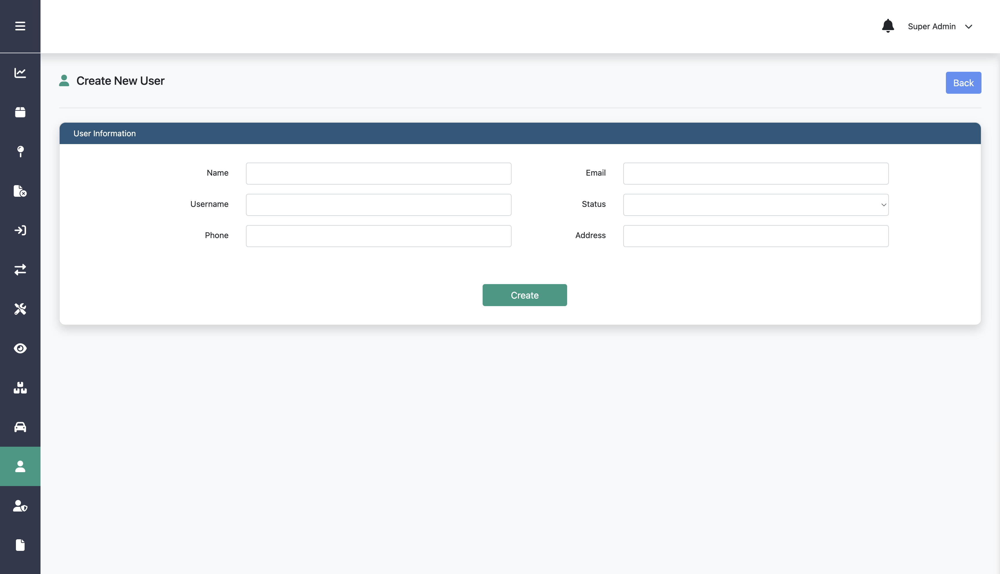 Super Admin
Create New User
Back
User Information
Name
Email
Username
Status
Phone
Address
Create